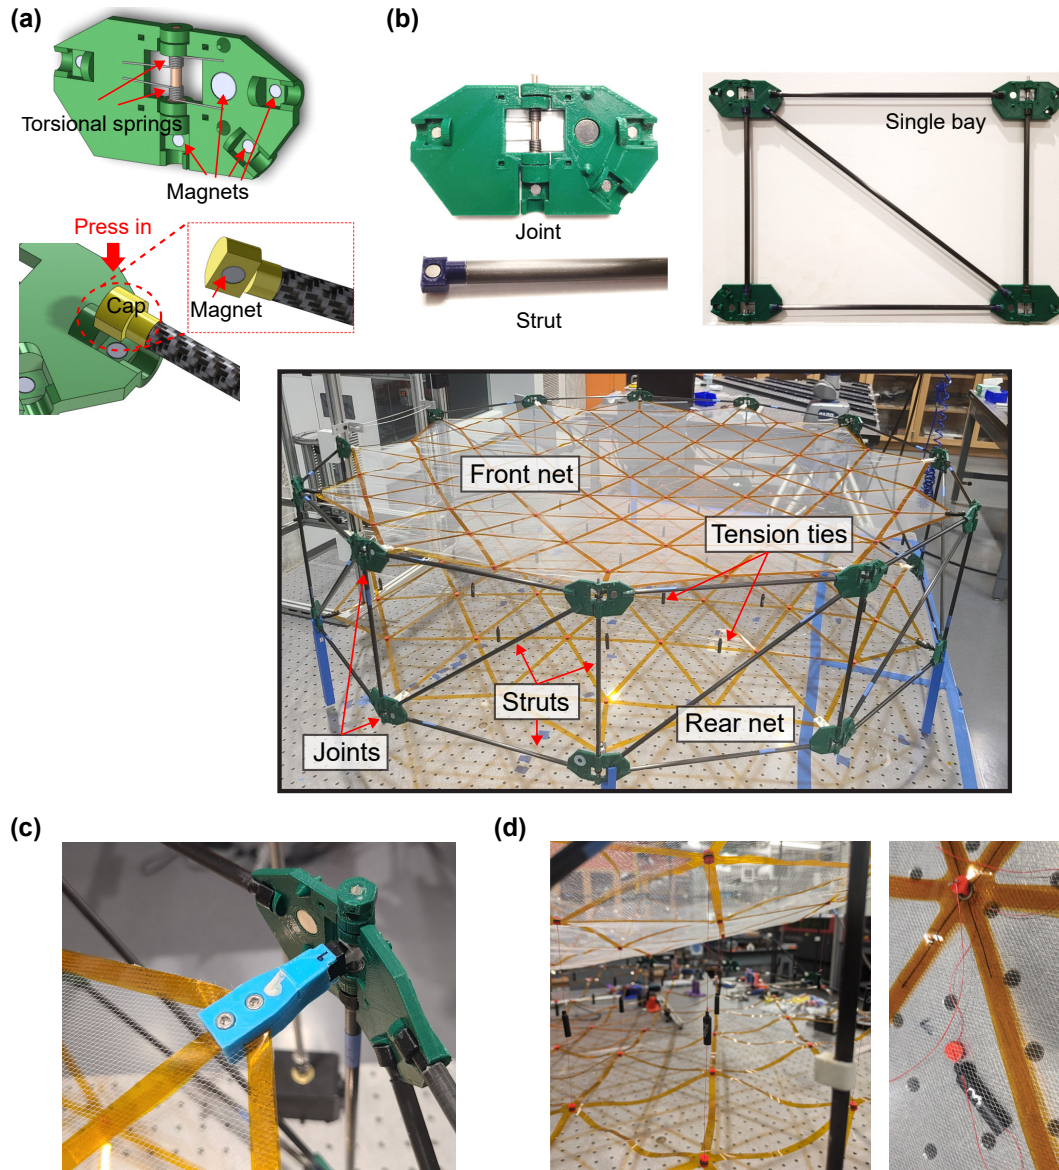 (a)
Torsional springs
Magnets
Press in
Cap
Magnet
(b)
Joint
Strut
Single bay
Front net
Tension ties
Struts
Rear net
Joints
(c)
(d)